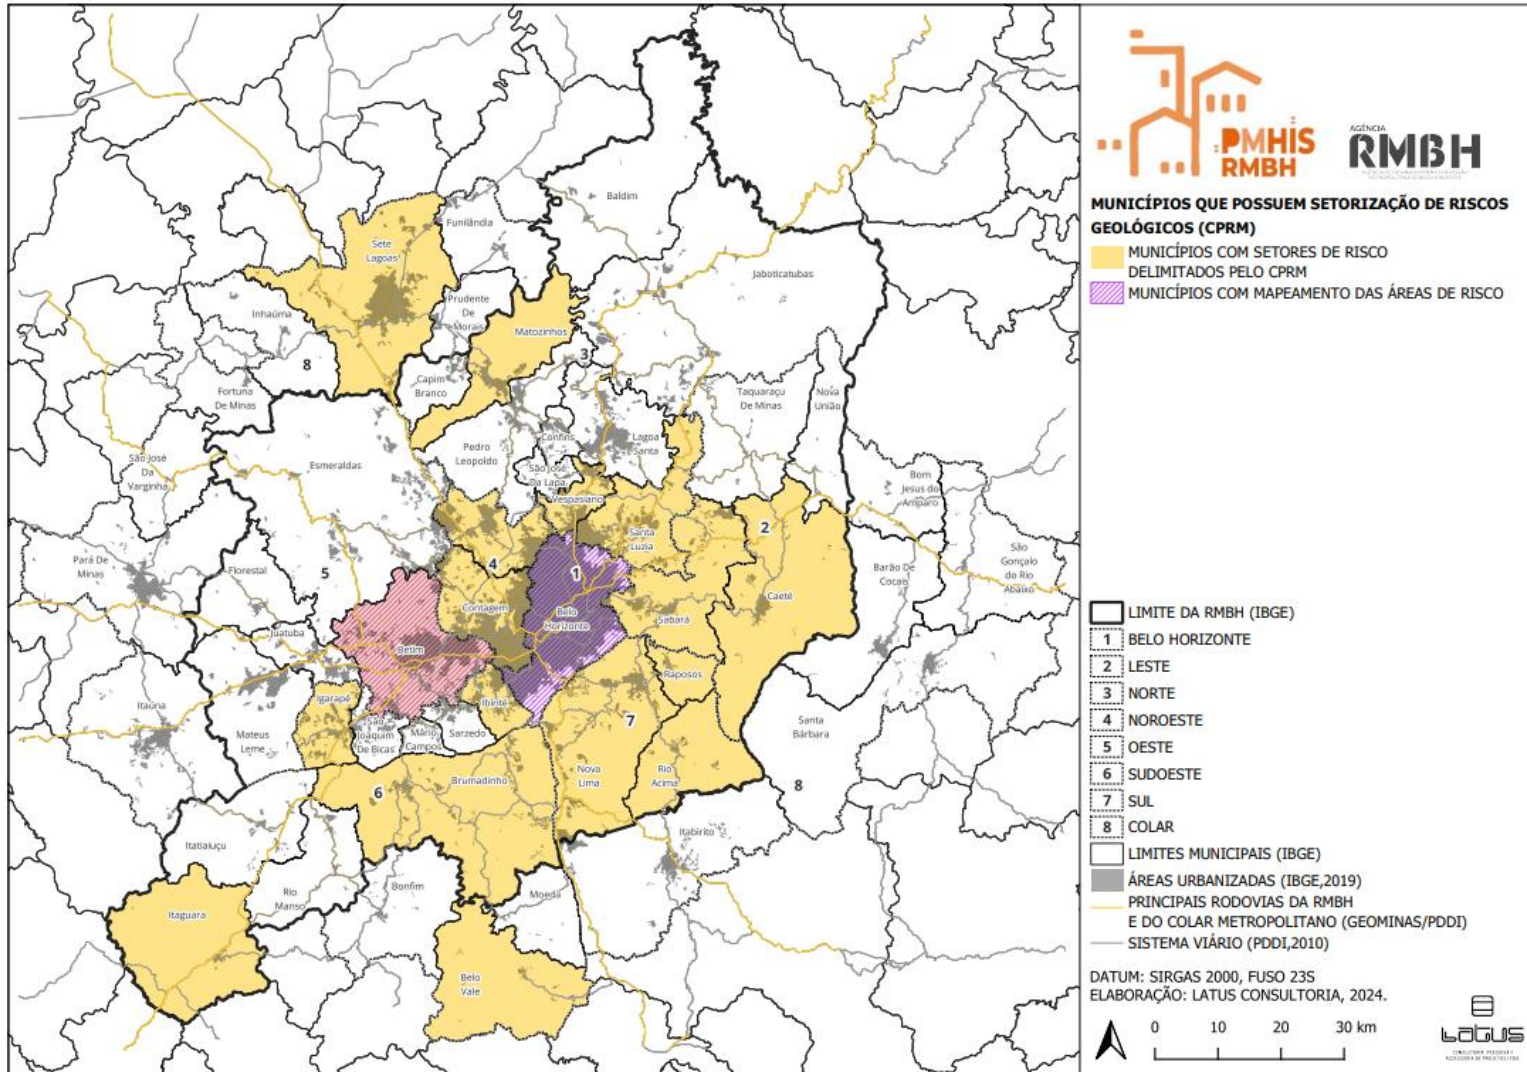 Baldim
Funilândia
Sete
Lagoas
Jaboticatubas
Prudente
De
Morais
Inhaúma
Matozinhos
3
8
Capim
Branco
Fortuna
De Minas
Taquaraçu
De Minas
Nova
União
Pedro
Leopoldo
Confins
Lagoa
Santa
Esmeraldas
São José
Da
Varginha
São José
Da Lapa
Vespasiano
Bom
Jesus do
Amparo
2
Santa
Luzia
São
Gonçalo
do Rio
Abaixo
Pará De
Minas
Florestal
5
4
1
Barão De
Cocais
Caeté
Contagem
Belo
Horizonte
Sabará
Juatuba
Betim
Raposos
Itaúna
Igarapé
Ibirité
Mateus
Leme
São
Joaquim
De Bicas
Mário
Campos
Sarzedo
7
Santa
Bárbara
Nova
Lima
Rio
Acima
6
Brumadinho
8
Itabirito
Itatiaiuçu
Rio
Manso
Bonfim
Moeda
Itaguara
Belo
Vale
PMHIS
RMBH
AGÊNCIA
RMBH
MUNICÍPIOS QUE POSSUEM SETORIZAÇÃO DE RISCOS
GEOLÓGICOS (CPRM)
MUNICÍPIOS COM SETORES DE RISCO
DELIMITADOS PELO CPRM
MUNICÍPIOS COM MAPEAMENTO DAS ÁREAS DE RISCO
LIMITE DA RMBH (IBGE)
1 BELO HORIZONTE
2 LESTE
3 NORTE
4 NOROESTE
5 OESTE
6 SUDOESTE
7 SUL
8 COLAR
LIMITES MUNICIPAIS (IBGE)
ÁREAS URBANIZADAS (IBGE,2019)
PRINCIPAIS RODOVIAS DA RMBH
E DO COLAR METROPOLITANO (GEOMINAS/PDDI)
SISTEMA VIÁRIO (PDDI,2010)
DATUM: SIRGAS 2000, FUSO 23S
ELABORAÇÃO: LATUS CONSULTORIA, 2024.
0 10 20 30 km
LATUS